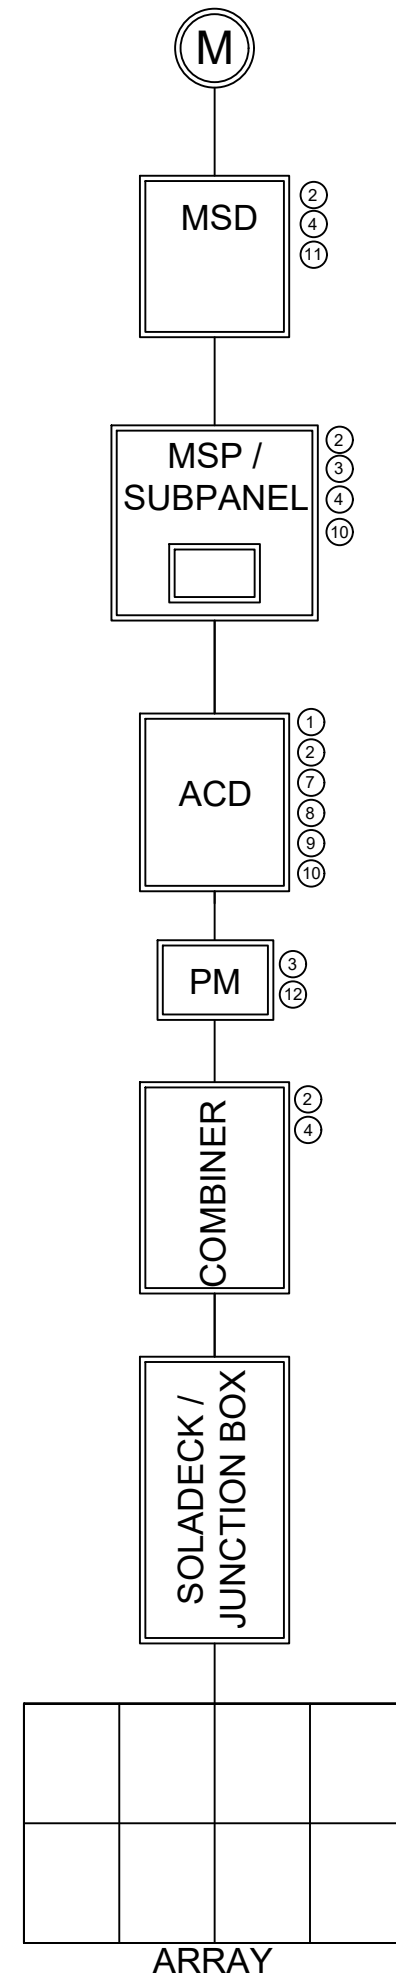 M
MSD
2
4
11
MSP /
SUBPANEL
2
3
4
10
ACD
1
2
7
8
9
10
PM
3
12
COMBINER
2
4
SOLADECK /
JUNCTION BOX
ARRAY